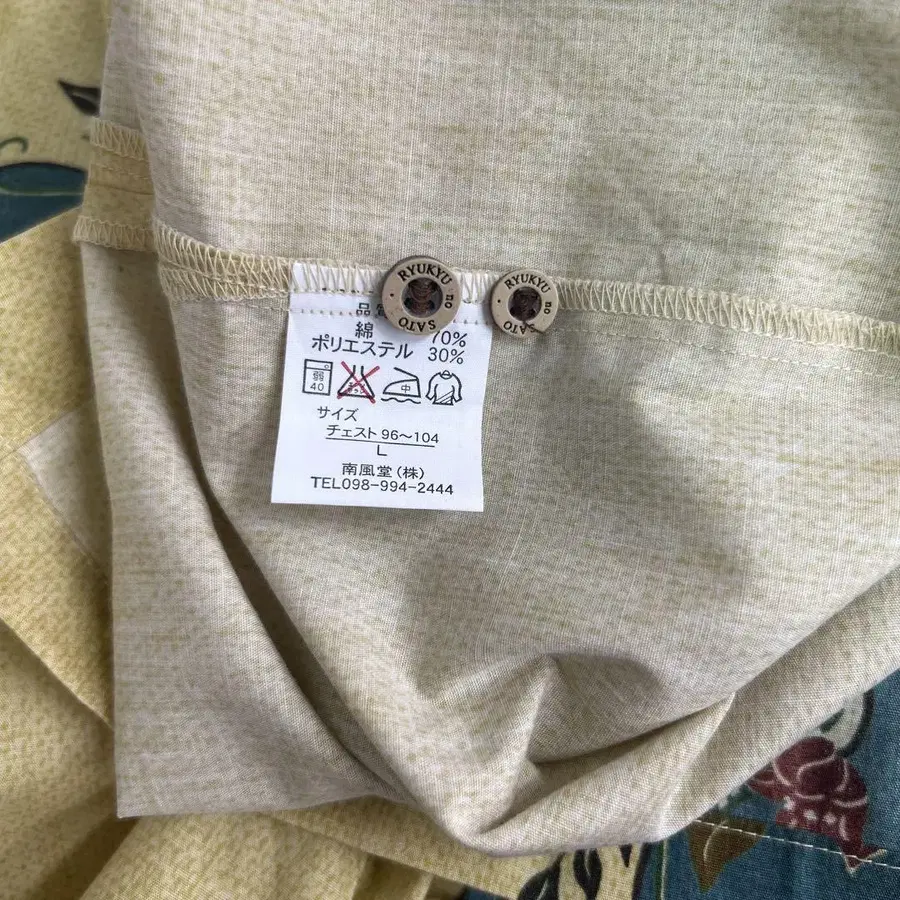 RYUKYU no SATO
RYUKYU no SATO
品
綿 70%
ポリエステル 30%
弱
40
中
サイズ
チェスト 96～104
L
南風堂（株）
TEL098-994-2444